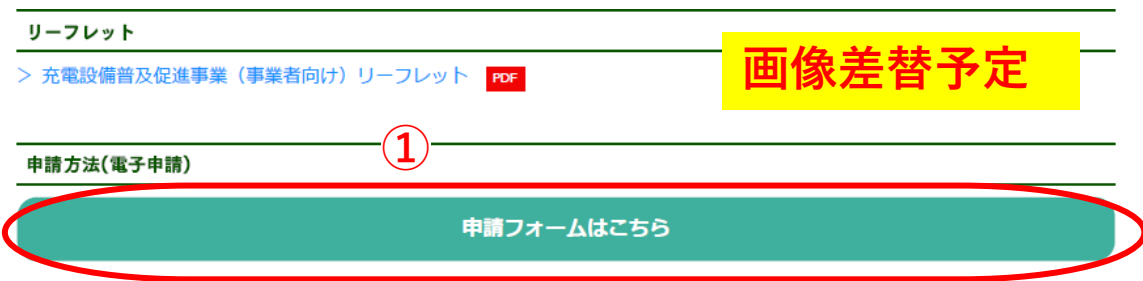 リーフレット
画像差替予定
> 充電設備普及促進事業（事業者向け）リーフレット PDF
①
申請方法(電子申請)
申請フォームはこちら